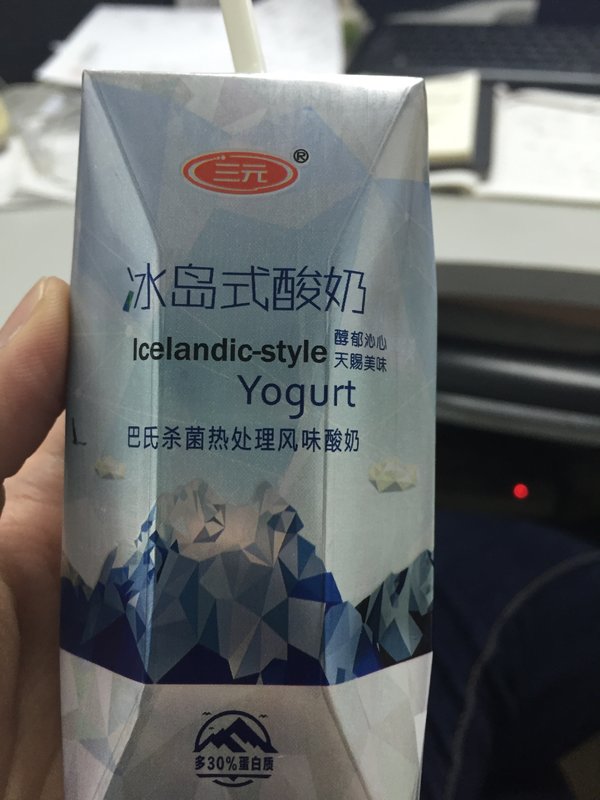 三元®
冰岛式酸奶
Icelandic-style
醇郁沁心
天赐美味
Yogurt
巴氏杀菌热处理风味酸奶
多30%蛋白质